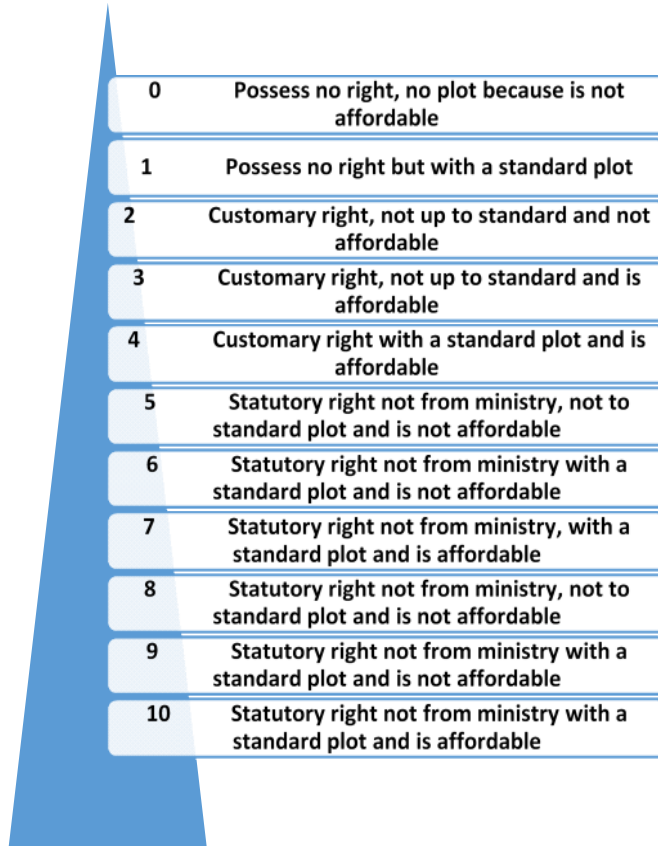 0 Possess no right, no plot because is not
affordable
1 Possess no right but with a standard plot
2 Customary right, not up to standard and not
affordable
3 Customary right, not up to standard and is
affordable
4 Customary right with a standard plot and is
affordable
5 Statutory right not from ministry, not to
standard plot and is not affordable
6 Statutory right not from ministry with a
standard plot and is not affordable
7 Statutory right not from ministry, with a
standard plot and is affordable
8 Statutory right not from ministry, not to
standard plot and is not affordable
9 Statutory right not from ministry with a
standard plot and is not affordable
10 Statutory right not from ministry with a
standard plot and is affordable